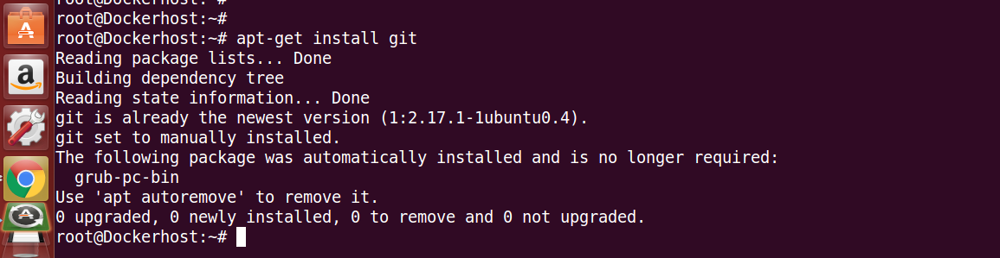 root@Dockerhost:~#
root@Dockerhost:~#
root@Dockerhost:~# apt-get install git
Reading package lists... Done
Building dependency tree
Reading state information... Done
git is already the newest version (1:2.17.1-1ubuntu0.4).
git set to manually installed.
The following package was automatically installed and is no longer required:
  grub-pc-bin
Use 'apt autoremove' to remove it.
0 upgraded, 0 newly installed, 0 to remove and 0 not upgraded.
root@Dockerhost:~#